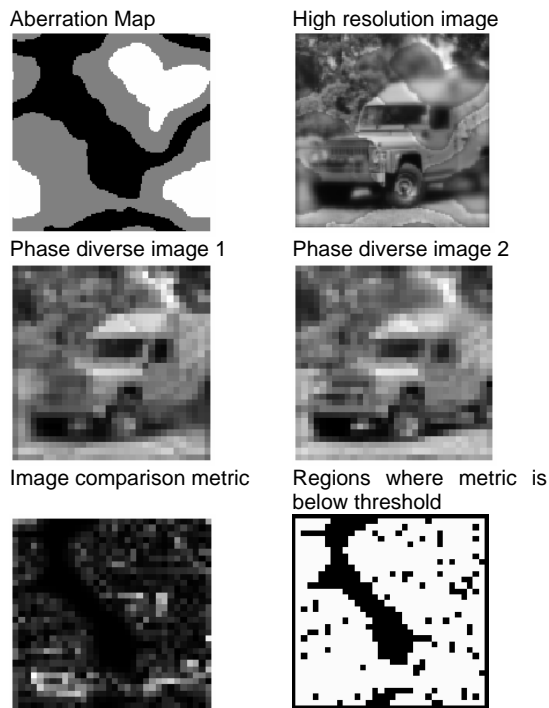 Aberration Map
High resolution image
Phase diverse image 1
Phase diverse image 2
Image comparison metric
Regions where metric is
below threshold